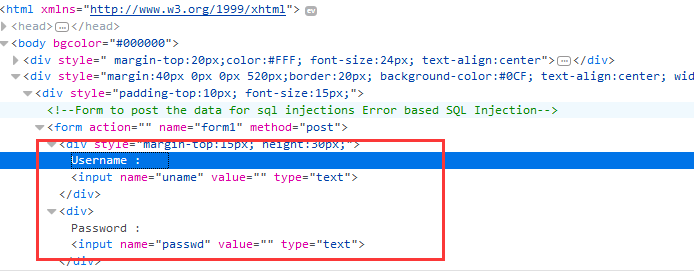 <html xmlns="http://www.w3.org/1999/xhtml"> ev
<head>…</head>
<body bgcolor="#000000">
<div style=" margin-top:20px;color:#FFF; font-size:24px; text-align:center">…</div>
<div style="margin:40px 0px 0px 520px;border:20px; background-color:#0CF; text-align:center; wid
<div style="padding-top:10px; font-size:15px;">
<!--Form to post the data for sql injections Error based SQL Injection-->
<form action="" name="form1" method="post">
<div style="margin-top:15px; height:30px;">
Username :
<input name="uname" value="" type="text">
</div>
<div>
Password :
<input name="passwd" value="" type="text">
</div>